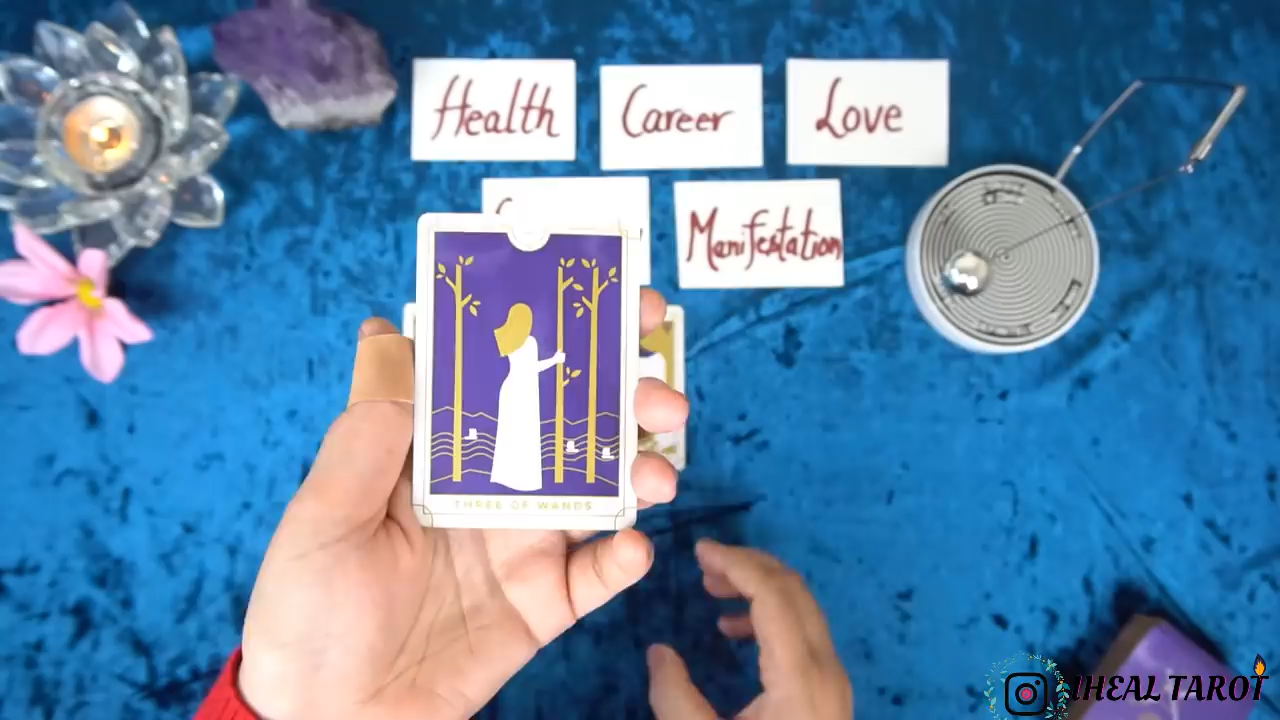 Health
Career
Love
Manifestation
THREE OF WANDS
IHEAL TAROT